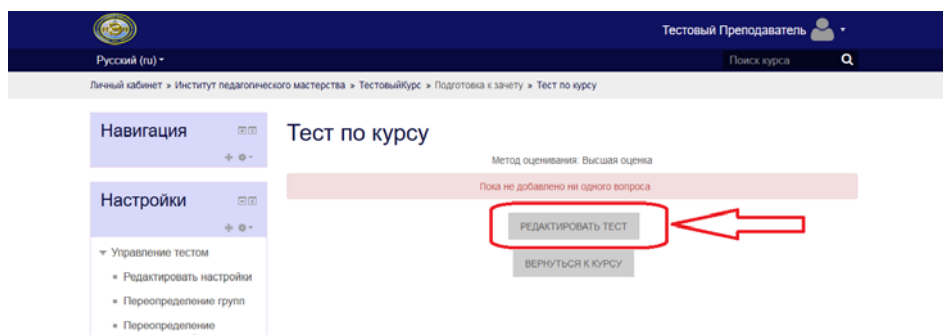 Тестовый Преподаватель
Русский (ru)
Поиск курса
Личный кабинет » Институт педагогического мастерства » ТестовыйКурс » Подготовка к зачету » Тест по курсу
Навигация
Тест по курсу
Метод оценивания: Высшая оценка
Пока не добавлено ни одного вопроса
Настройки
РЕДАКТИРОВАТЬ ТЕСТ
Управление тестом
ВЕРНУТЬСЯ К КУРСУ
Редактировать настройки
Переопределение групп
Переопределение